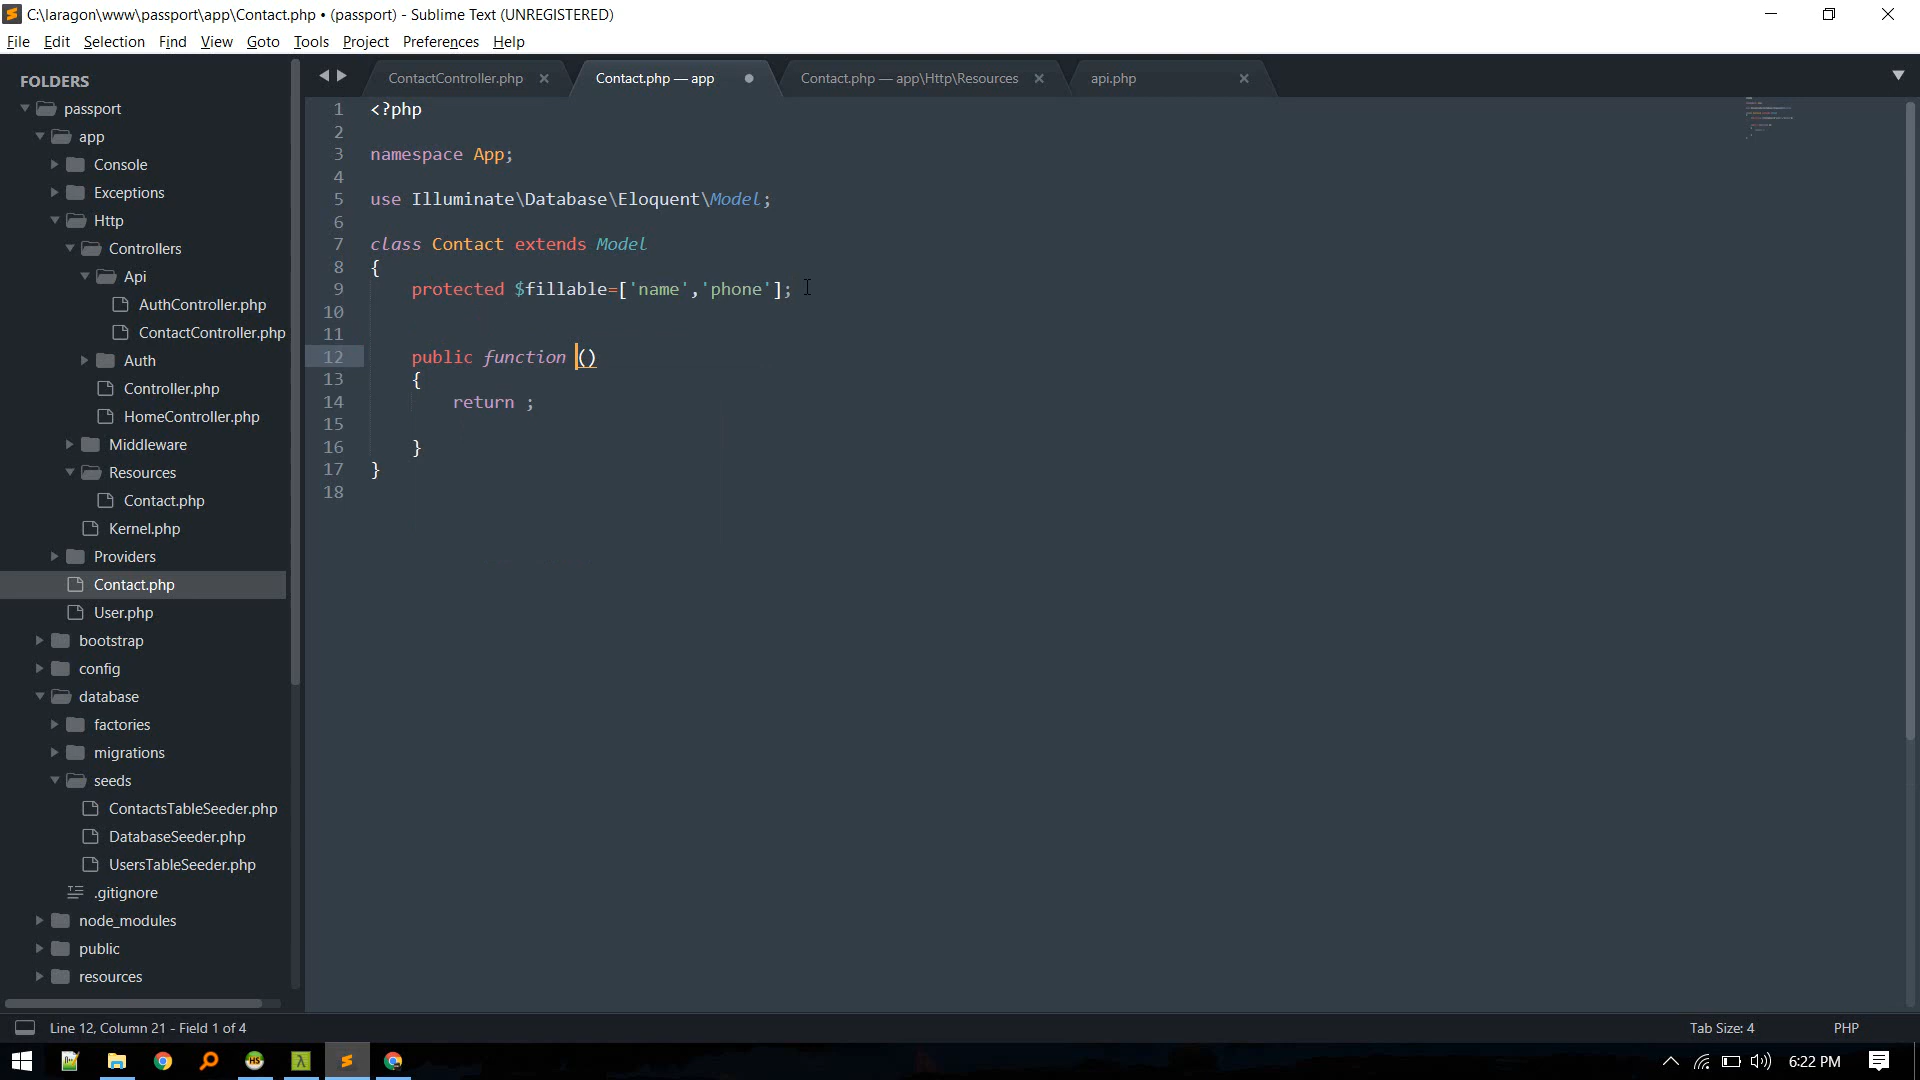 C:\laragon\www\passport\app\Contact.php • (passport) - Sublime Text (UNREGISTERED)
File Edit Selection Find View Goto Tools Project Preferences Help
FOLDERS
passport
app
Console
Exceptions
Http
Controllers
Api
AuthController.php
ContactController.php
Auth
Controller.php
HomeController.php
Middleware
Resources
Contact.php
Kernel.php
Providers
Contact.php
User.php
bootstrap
config
database
factories
migrations
seeds
ContactsTableSeeder.php
DatabaseSeeder.php
UsersTableSeeder.php
.gitignore
node_modules
public
resources
ContactController.php
Contact.php — app
Contact.php — app\Http\Resources
api.php
1 <?php
2
3 namespace App;
4
5 use Illuminate\Database\Eloquent\Model;
6
7 class Contact extends Model
8 {
9 protected $fillable=['name','phone'];
10
11
12 public function ()
13 {
14 return ;
15
16 }
17 }
18
Line 12, Column 21 - Field 1 of 4
Tab Size: 4
PHP
HS
λ
6:22 PM